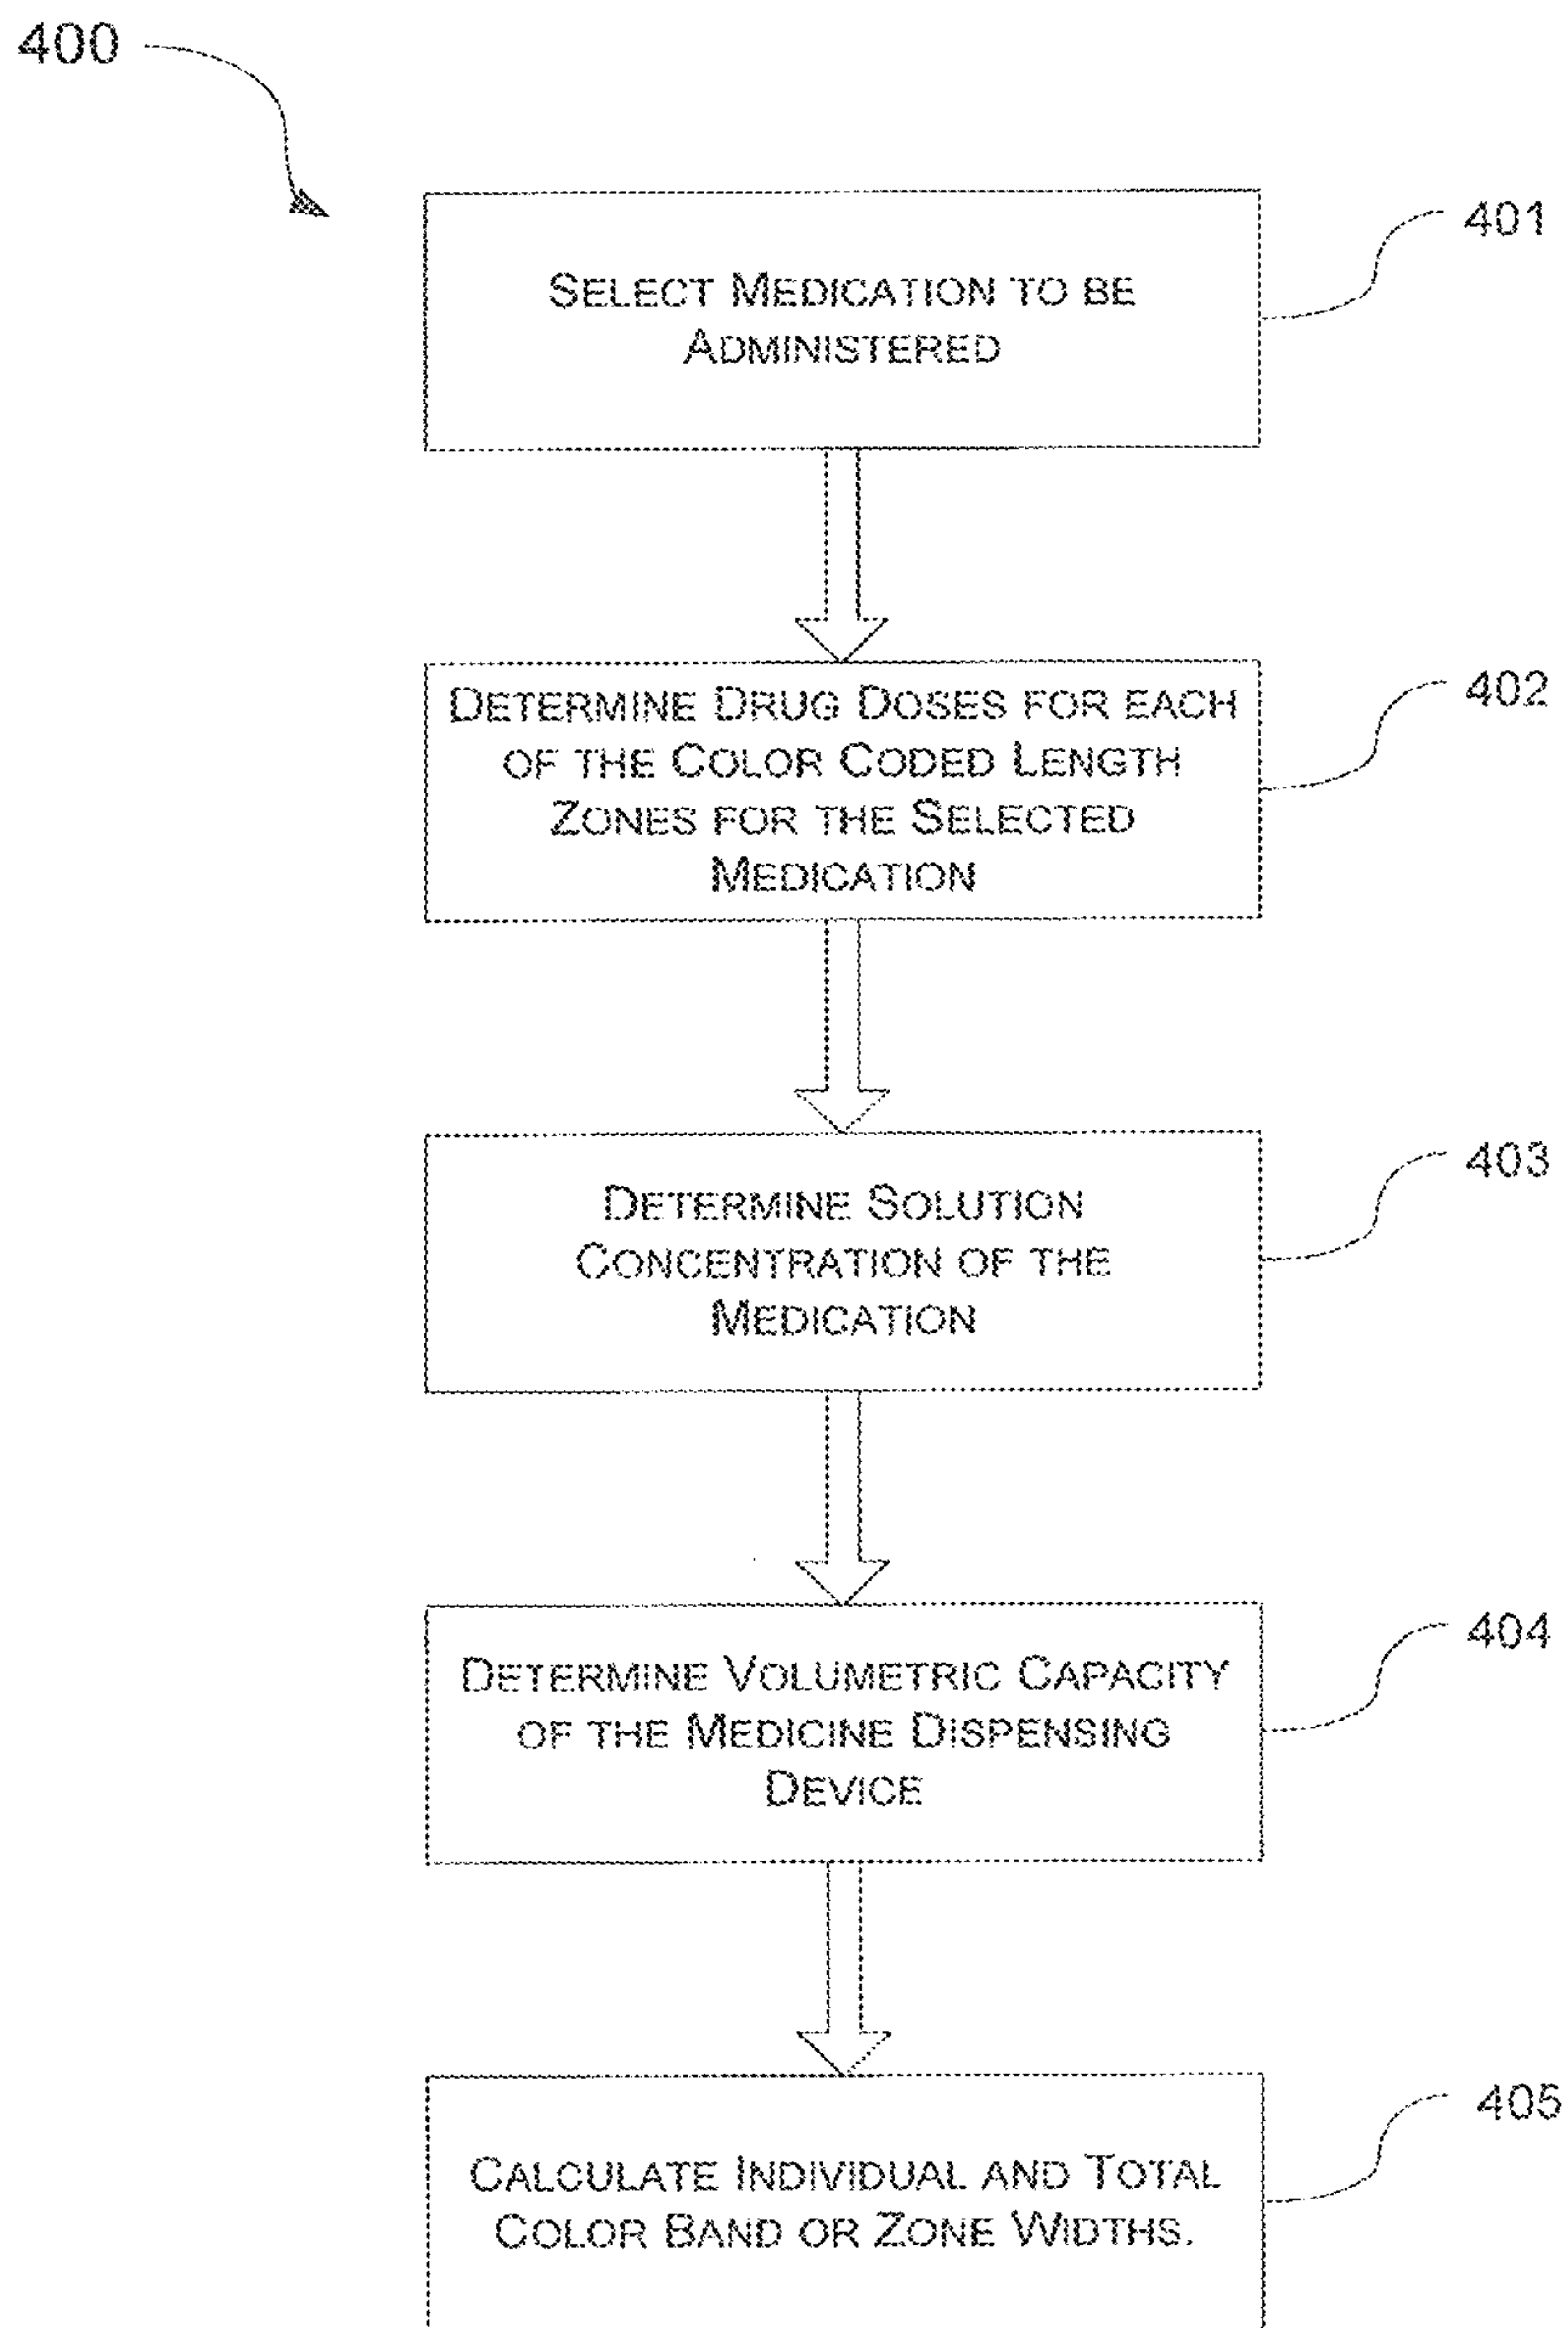 400
SELECT MEDICATION TO BE
ADMINISTERED
401
DETERMINE DRUG DOSES FOR EACH
OF THE COLOR CODED LENGTH
ZONES FOR THE SELECTED
MEDICATION
402
DETERMINE SOLUTION
CONCENTRATION OF THE
MEDICATION
403
DETERMINE VOLUMETRIC CAPACITY
OF THE MEDICINE DISPENSING
DEVICE
404
CALCULATE INDIVIDUAL AND TOTAL
COLOR BAND OR ZONE WIDTHS.
405